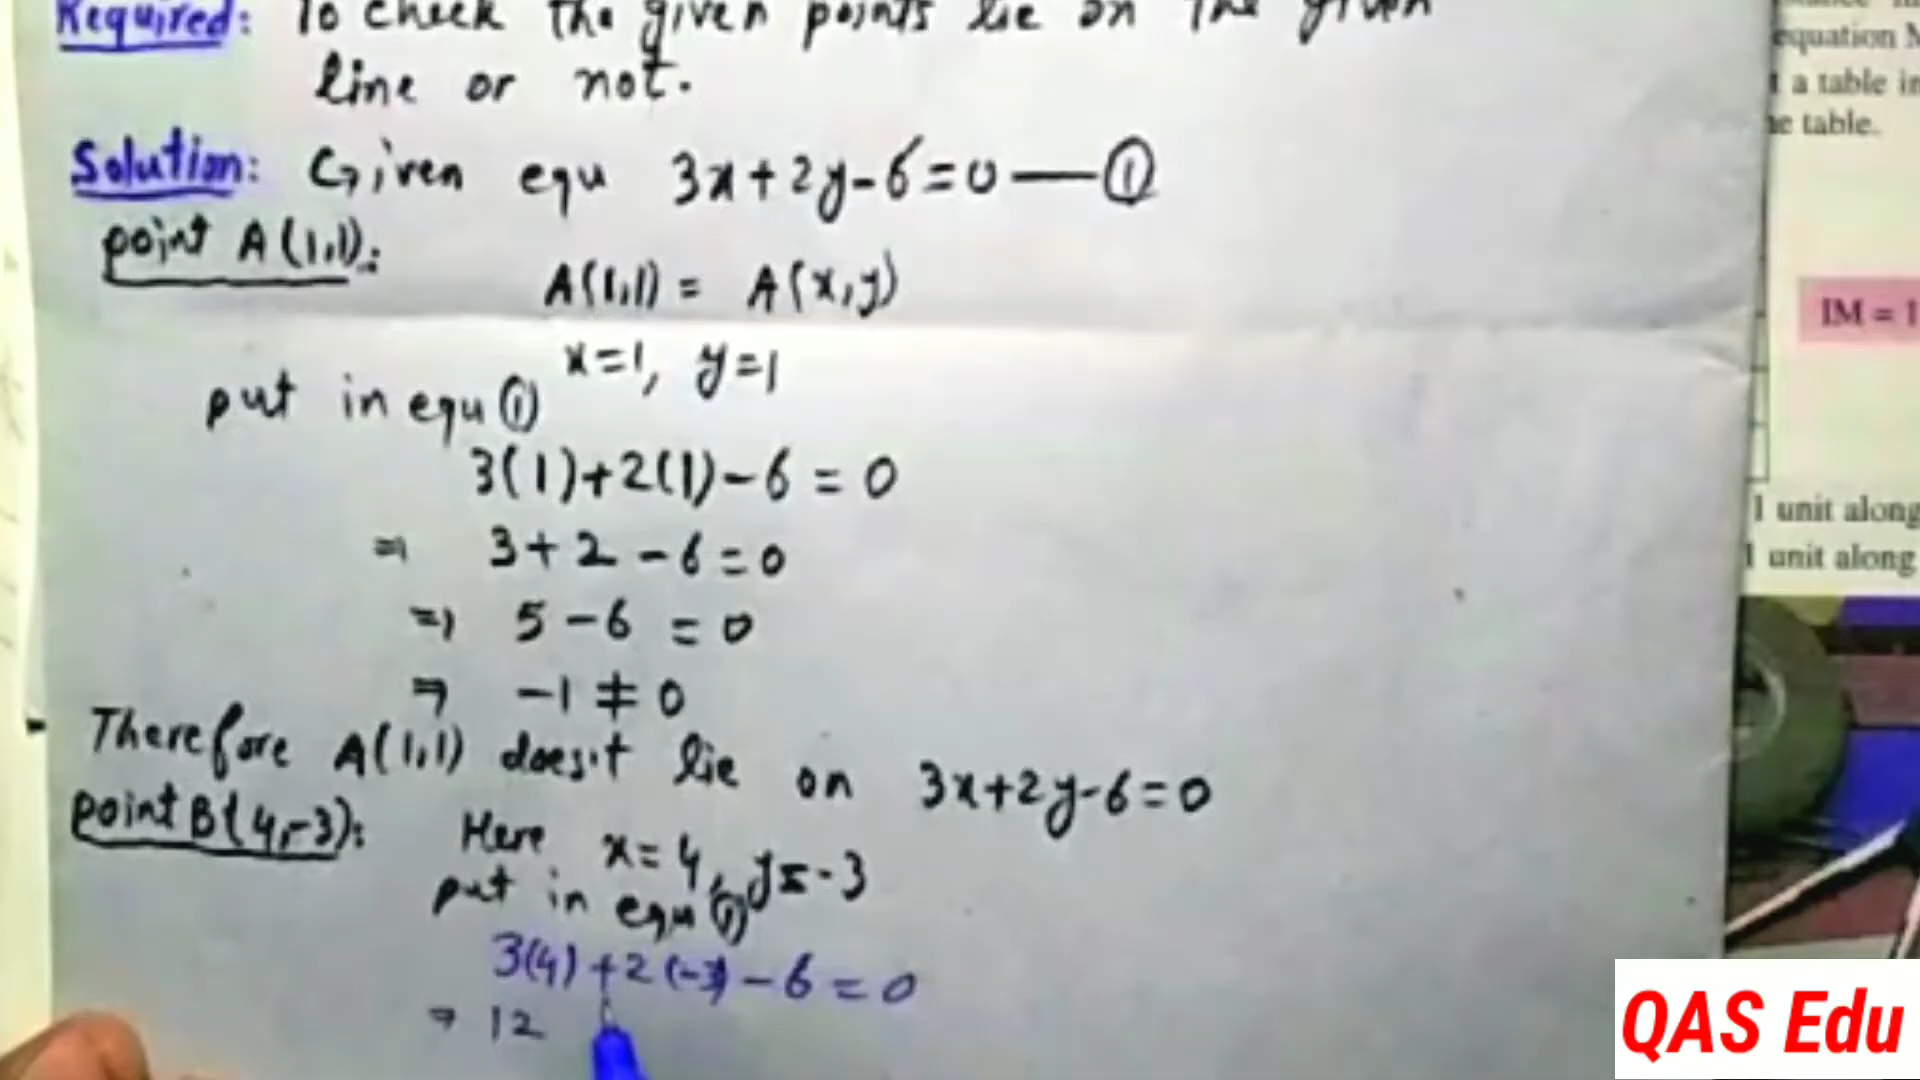 Required: To check the given points lie on the given
line or not.
Solution: Given equ 3x+2y-6=0 — ①
point A(1,1):
A(1,1) = A(x,y)
x=1, y=1
put in equ ①
3(1)+2(1)-6 = 0
⇒ 3+2-6=0
⇒ 5-6 = 0
⇒ -1 ≠ 0
Therefore A(1,1) does't lie on 3x+2y-6=0
point B(4,-3): Here x=4, y=-3
put in equ ①
3(4)+2(-3)-6=0
⇒ 12
equation
a table in
table.
IM = 1
1 unit along
1 unit along
QAS Edu